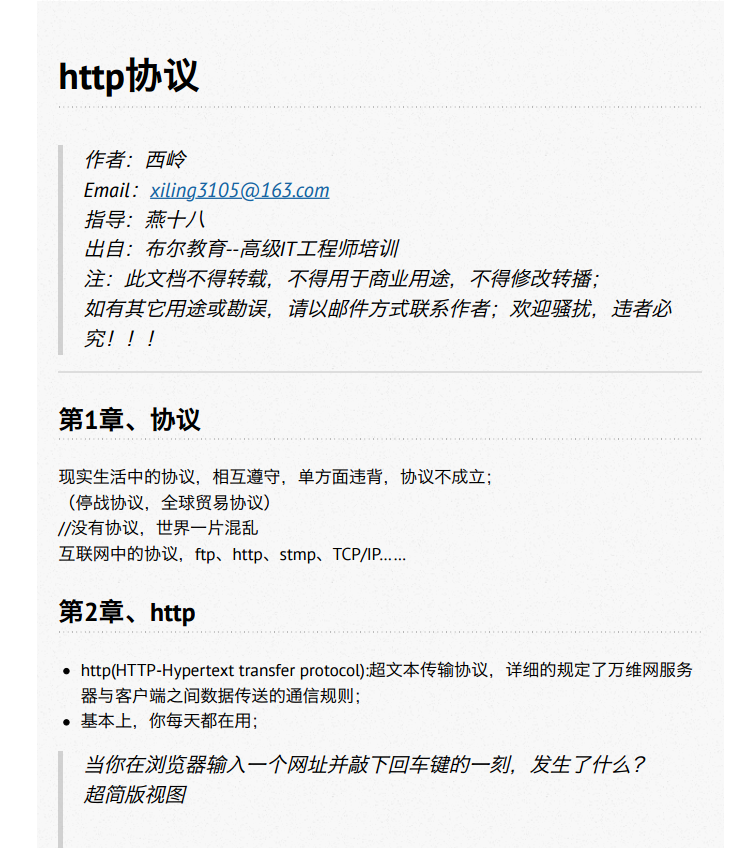 http协议
作者：西岭
Email：xiling3105@163.com
指导：燕十八
出自：布尔教育--高级IT工程师培训
注：此文档不得转载，不得用于商业用途，不得修改转播；
如有其它用途或勘误，请以邮件方式联系作者；欢迎骚扰，违者必
究！！！
第1章、协议
现实生活中的协议，相互遵守，单方面违背，协议不成立；
（停战协议，全球贸易协议）
//没有协议，世界一片混乱
互联网中的协议，ftp、http、stmp、TCP/IP……
第2章、http
• http(HTTP-Hypertext transfer protocol):超文本传输协议，详细的规定了万维网服务
器与客户端之间数据传送的通信规则；
• 基本上，你每天都在用；
当你在浏览器输入一个网址并敲下回车键的一刻，发生了什么？
超简版视图